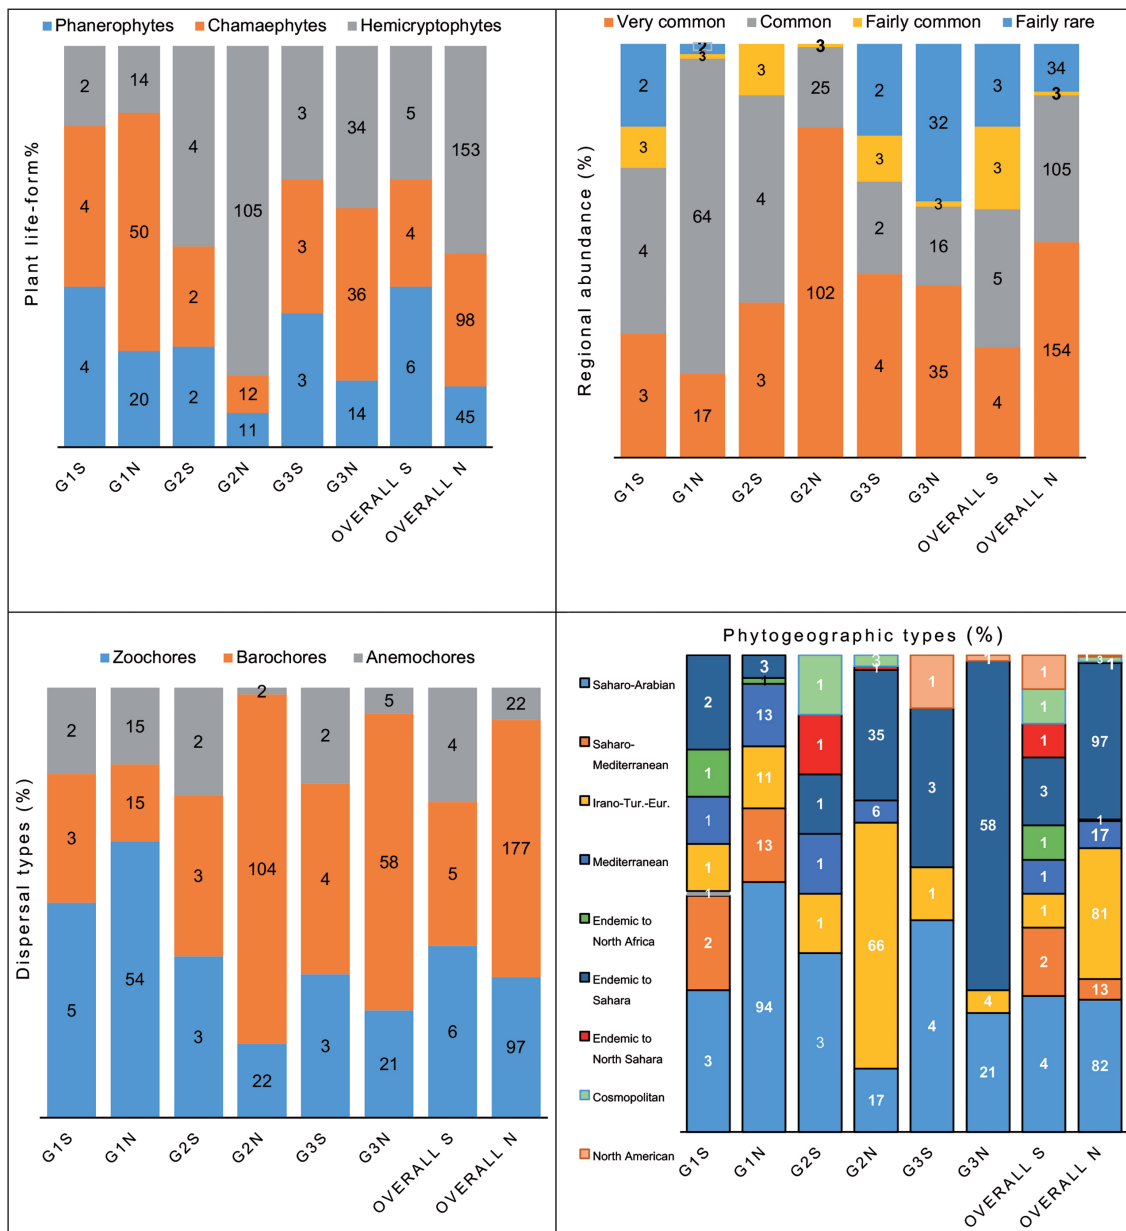 Phanerophytes Chamaephytes Hemicryptophytes
Plant life-form%
2 14 4 105 3 34 5 153
4 50 2 12 3 36 4 98
4 20 2 11 3 14 6 45
G1S G1N G2S G2N G3S G3N OVERALL S OVERALL N
Very common Common Fairly common Fairly rare
Regional abundance (%)
2 2 2 32 3 34
3 3 3 3 3 3 3 3
4 64 4 25 2 16 5 105
3 17 3 102 4 35 4 154
G1S G1N G2S G2N G3S G3N OVERALL S OVERALL N
Zoochores Barochores Anemochores
Dispersal types (%)
2 15 2 2 2 5 4 22
3 15 3 104 4 58 5 177
5 54 3 22 3 21 6 97
G1S G1N G2S G2N G3S G3N OVERALL S OVERALL N
Phytogeographic types (%)
Saharo-Arabian
Saharo-
Mediterranean
Irano-Tur.-Eur.
Mediterranean
Endemic to
North Africa
Endemic to
Sahara
Endemic to
North Sahara
Cosmopolitan
North American
2 1 1 1 1 2 3
3 1 13 11 13 94
1 1 1 1 1 3
3 1 35 6 66 17
1 3 1 4
1 58 4 21
1 1 1 3 1 1 1 2 4
1 3 1 97 1 17 81 13 82
G1S G1N G2S G2N G3S G3N OVERALL S OVERALL N